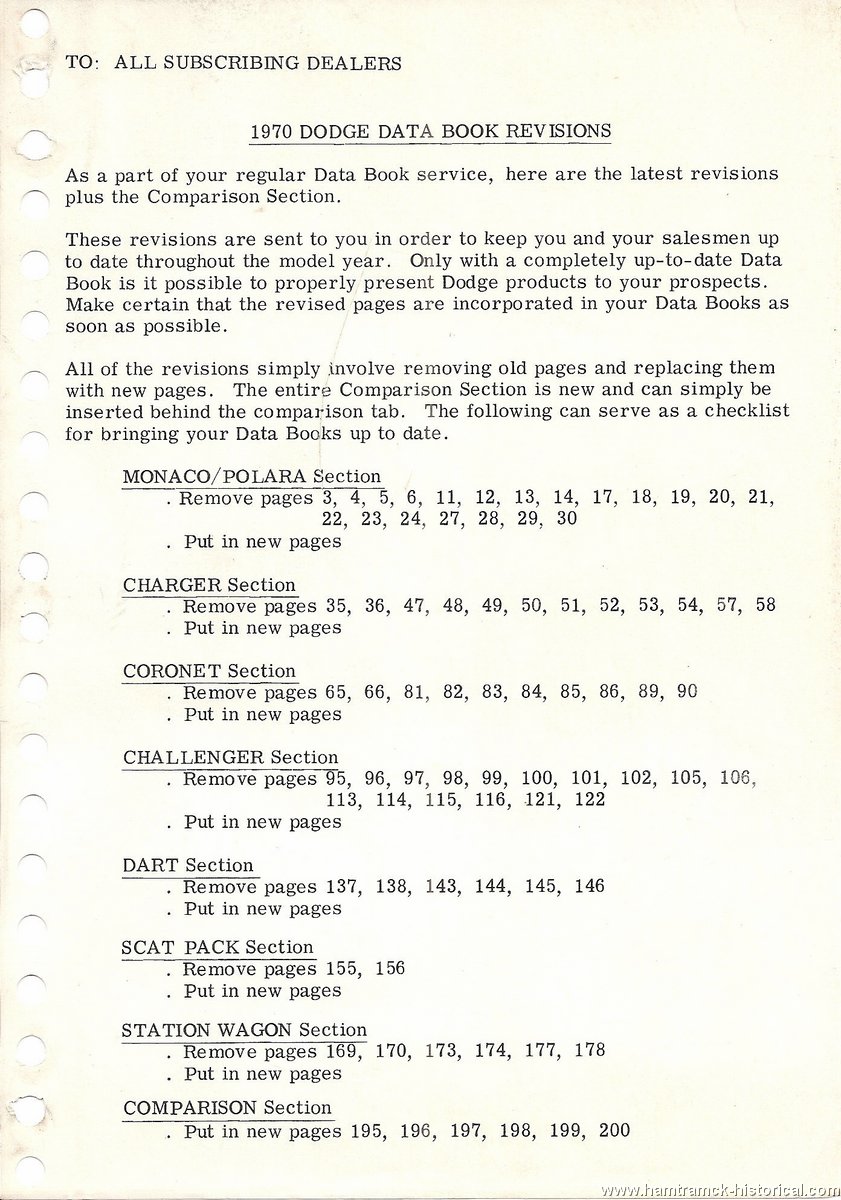 TO: ALL SUBSCRIBING DEALERS
1970 DODGE DATA BOOK REVISIONS
As a part of your regular Data Book service, here are the latest revisions
plus the Comparison Section.
These revisions are sent to you in order to keep you and your salesmen up
to date throughout the model year. Only with a completely up-to-date Data
Book is it possible to properly present Dodge products to your prospects.
Make certain that the revised pages are incorporated in your Data Books as
soon as possible.
All of the revisions simply involve removing old pages and replacing them
with new pages. The entire Comparison Section is new and can simply be
inserted behind the comparison tab. The following can serve as a checklist
for bringing your Data Books up to date.
MONACO/POLARA Section
. Remove pages 3, 4, 5, 6, 11, 12, 13, 14, 17, 18, 19, 20, 21,
22, 23, 24, 27, 28, 29, 30
. Put in new pages
CHARGER Section
. Remove pages 35, 36, 47, 48, 49, 50, 51, 52, 53, 54, 57, 58
. Put in new pages
CORONET Section
. Remove pages 65, 66, 81, 82, 83, 84, 85, 86, 89, 90
. Put in new pages
CHALLENGER Section
. Remove pages 95, 96, 97, 98, 99, 100, 101, 102, 105, 106,
113, 114, 115, 116, 121, 122
. Put in new pages
DART Section
. Remove pages 137, 138, 143, 144, 145, 146
. Put in new pages
SCAT PACK Section
. Remove pages 155, 156
. Put in new pages
STATION WAGON Section
. Remove pages 169, 170, 173, 174, 177, 178
. Put in new pages
COMPARISON Section
. Put in new pages 195, 196, 197, 198, 199, 200
www.hamtramck-historical.com